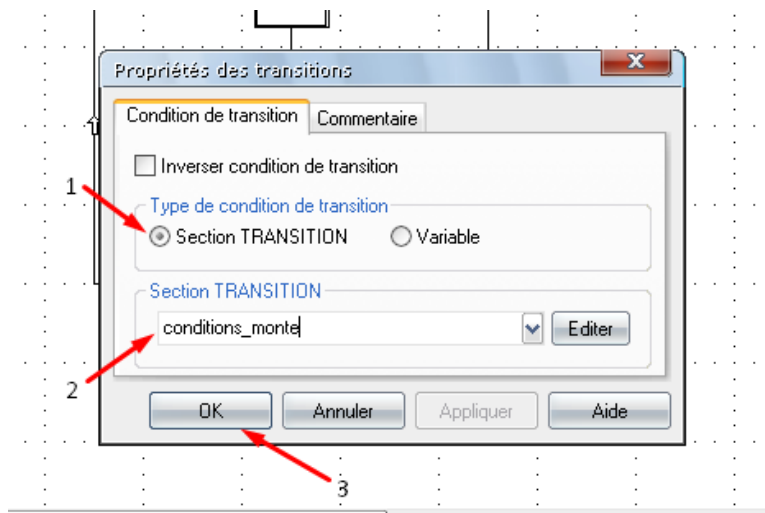 Propriétés des transitions
Condition de transition Commentaire
Inverser condition de transition
1
Type de condition de transition
Section TRANSITION Variable
Section TRANSITION
conditions_monte Editer
2
OK Annuler Appliquer Aide
3